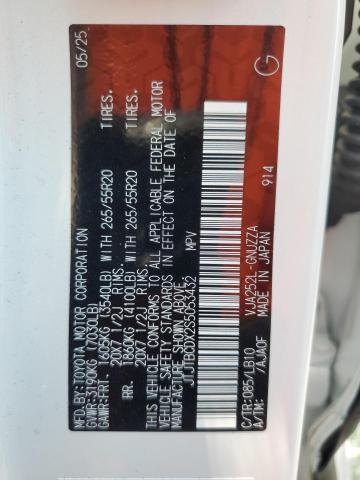 MFD.BY: TOYOTA MOTOR CORPORATION 05/25
GVWR:3190KG (7030LB)
GAWR:FRT. 1605KG (3540LB) WITH 265/55R20 TIRES.
20X7 1/2J RIMS.
RR. 1860KG (4100LB) WITH 265/55R20 TIRES.
20X7 1/2J RIMS.
THIS VEHICLE CONFORMS TO ALL APPLICABLE FEDERAL MOTOR
VEHICLE SAFETY STANDARDS IN EFFECT ON THE DATE OF
MANUFACTURE SHOWN ABOVE.
JTJTBCDX2S5053432 MPV
C/TR:085/LB10 VJA252L-GNUZZA
A/TM: /AJA0F MADE IN JAPAN
914
G